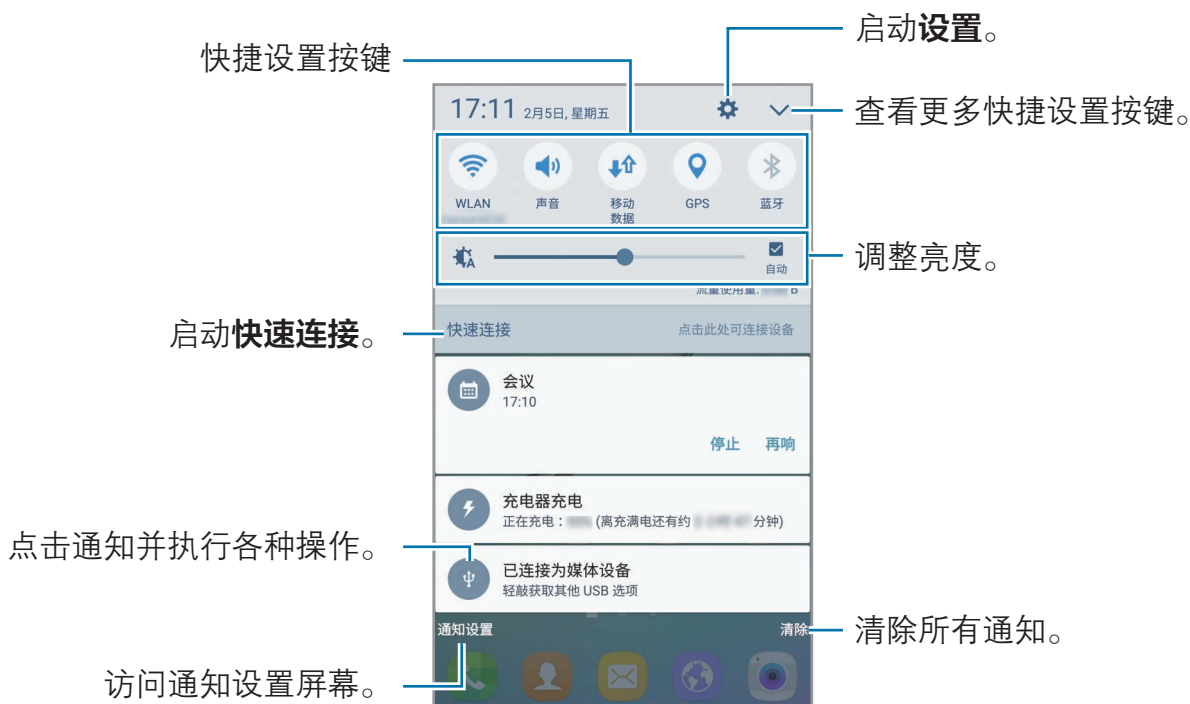 启动设置。
快捷设置按键
17:11 2月5日, 星期五
查看更多快捷设置按键。
WLAN 声音 移动数据 GPS 蓝牙
调整亮度。
A
自动
流量使用量: B
启动快速连接。
快速连接 点击此处可连接设备
会议
17:10
停止 再响
充电器充电
正在充电 : (离充满电还有约 分钟)
点击通知并执行各种操作。
已连接为媒体设备
轻敲获取其他 USB 选项
通知设置 清除
清除所有通知。
访问通知设置屏幕。